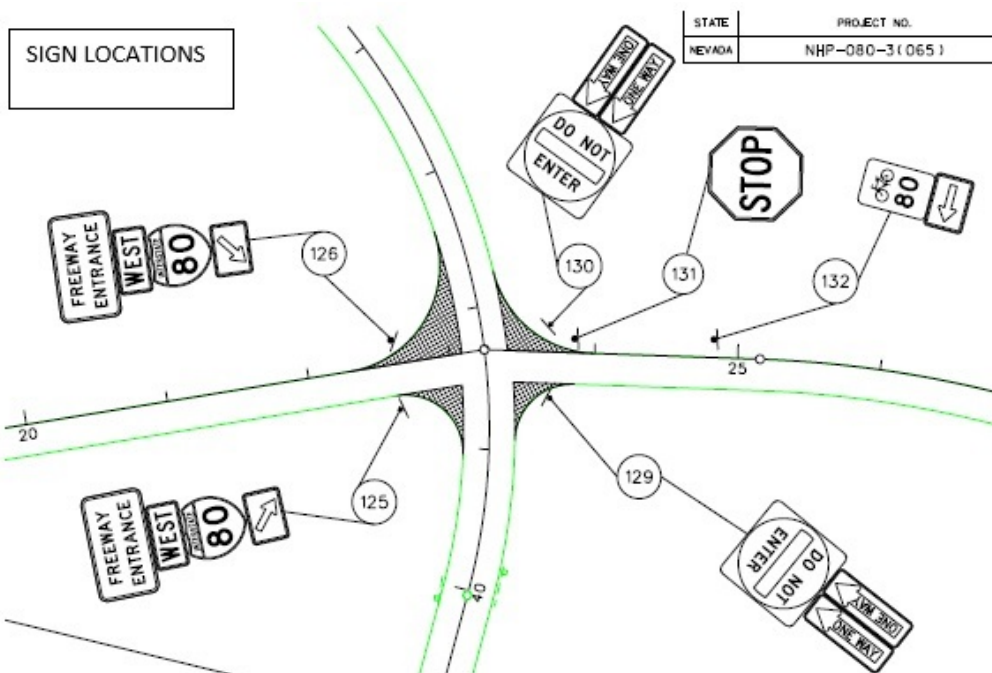 SIGN LOCATIONS
STATE PROJECT NO.
NEVADA NHP-080-3(065)
ONE WAY
ONE WAY
DO NOT
ENTER
STOP
80
FREEWAY
ENTRANCE
WEST
INTERSTATE
80
126
130
131
132
25
20
FREEWAY
ENTRANCE
WEST
INTERSTATE
80
125
129
DO NOT
ENTER
ONE WAY
ONE WAY
40